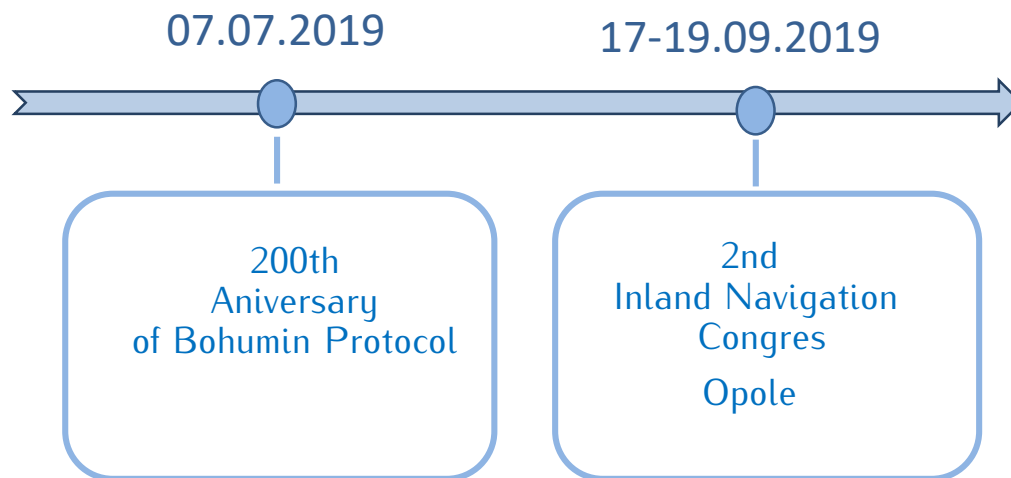 07.07.2019
17-19.09.2019
200th
Aniversary
of Bohumin Protocol
2nd
Inland Navigation
Congres
Opole